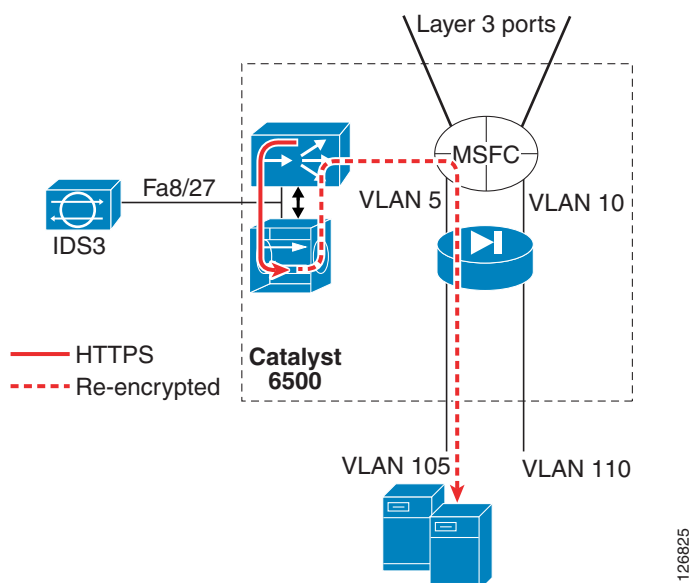 Layer 3 ports
MSFC
Fa8/27
VLAN 5
VLAN 10
IDS3
HTTPS
Re-encrypted
Catalyst
6500
VLAN 105
VLAN 110
126825